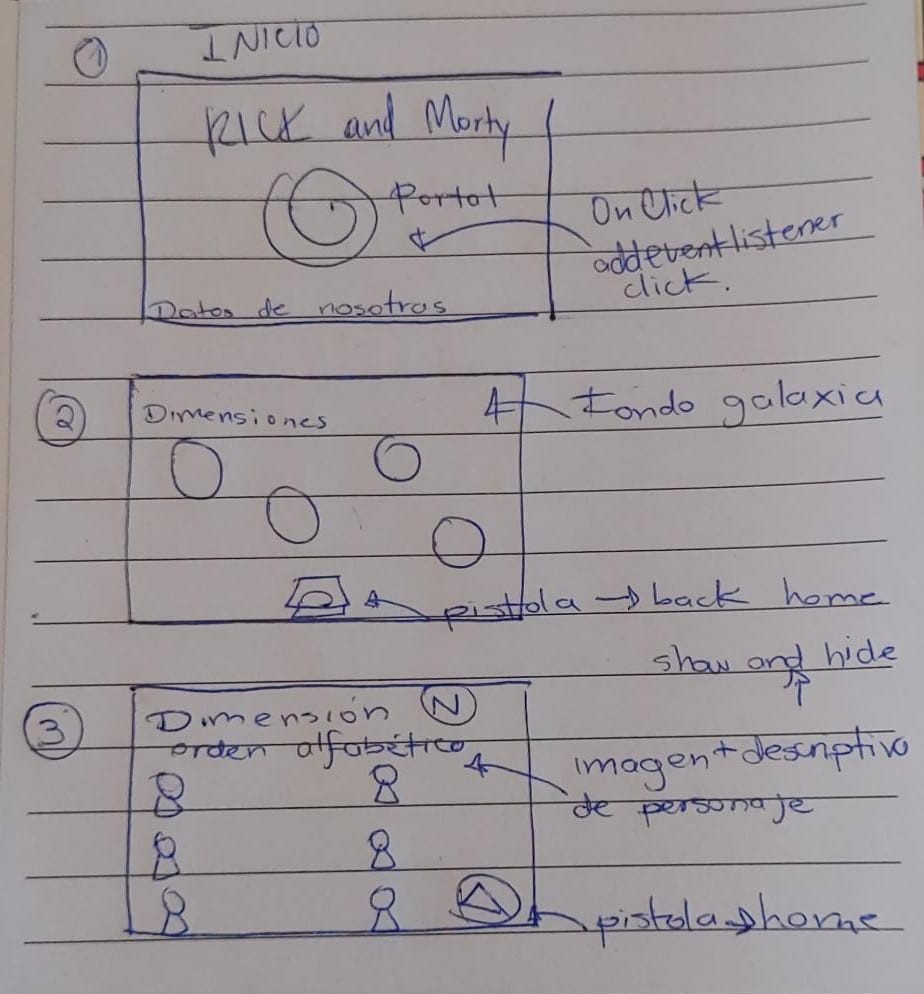 1
INICIO
RICK and Morty
Portal
On Click
addeventlistener
click.
Datos de nosotras
2
Dimensiones
Fondo galaxia
pistola → back home
show and hide
3
Dimensión N
orden alfabético
imagen + descriptivo
de personaje
pistola → home